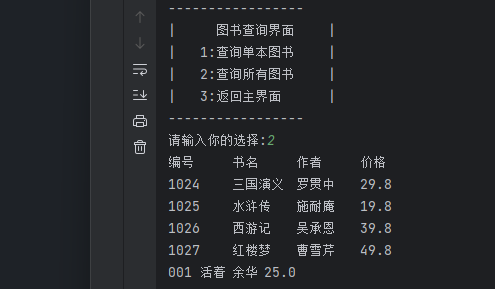 -----------------
|     图书查询界面    |
|   1:查询单本图书    |
|   2:查询所有图书    |
|   3:返回主界面      |
-----------------
请输入你的选择:2
编号    书名    作者    价格
1024    三国演义  罗贯中   29.8
1025    水浒传   施耐庵   19.8
1026    西游记   吴承恩   39.8
1027    红楼梦   曹雪芹   49.8
001 活着 余华 25.0